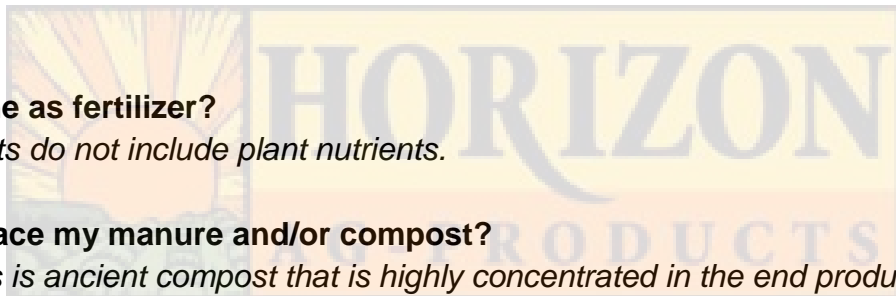 HORIZON
e as fertilizer?
ts do not include plant nutrients.
ace my manure and/or compost?
AG-PRODUCTS
s is ancient compost that is highly concentrated in the end produ